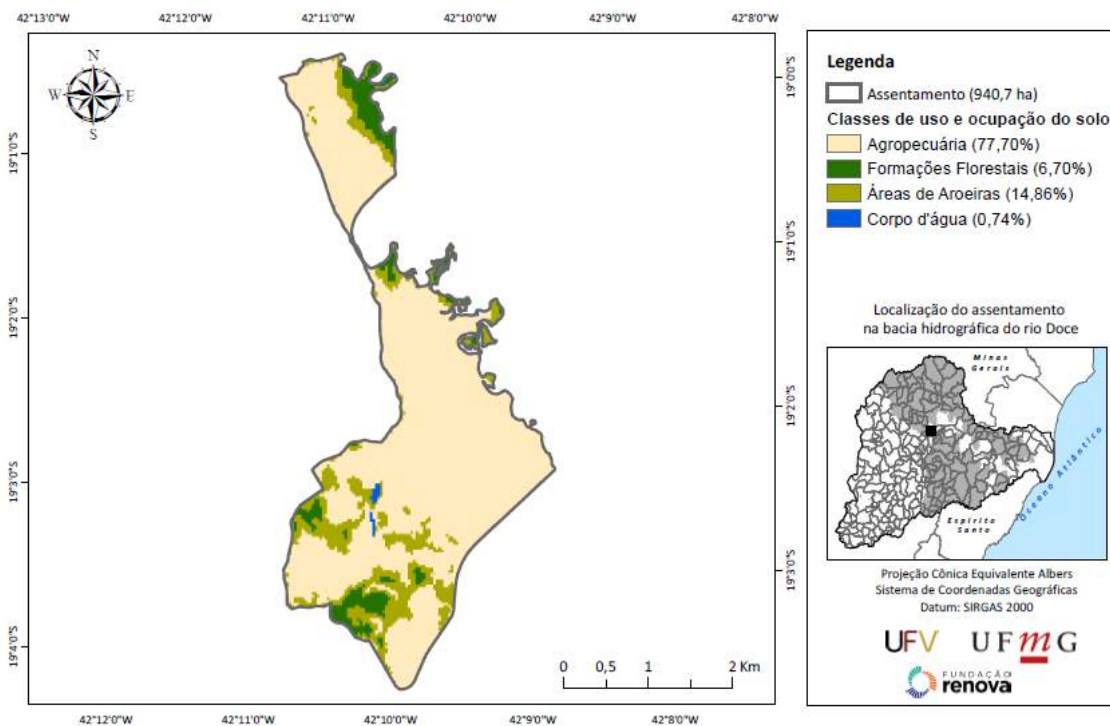 42°13'0"W 42°12'0"W 42°11'0"W 42°10'0"W 42°9'0"W 42°8'0"W
N
W E
S
19°1'0"S
19°2'0"S
19°3'0"S
19°4'0"S
19°0'0"S
19°1'0"S
19°2'0"S
19°3'0"S
0 0,5 1 2 Km
42°12'0"W 42°11'0"W 42°10'0"W 42°9'0"W 42°8'0"W
Legenda
Assentamento (940,7 ha)
Classes de uso e ocupação do solo
Agropecuária (77,70%)
Formações Florestais (6,70%)
Áreas de Aroeiras (14,86%)
Corpo d'água (0,74%)
Localização do assentamento
na bacia hidrográfica do rio Doce
Minas
Gerais
Oceano Atlântico
Espírito
Santo
Projeção Cônica Equivalente Albers
Sistema de Coordenadas Geográficas
Datum: SIRGAS 2000
UFV UFmG
FUNDAÇÃO
renova